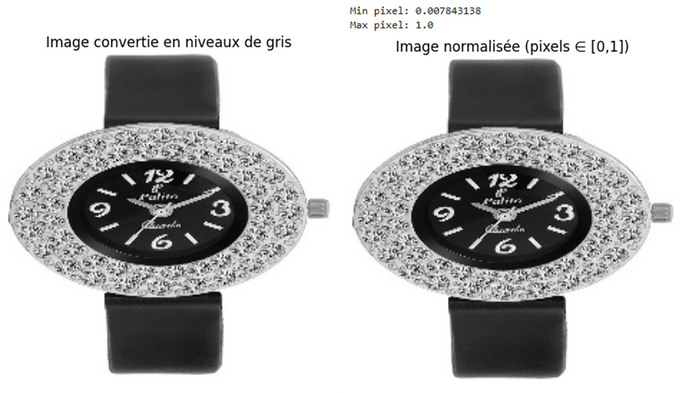 Min pixel: 0.007843138
Max pixel: 1.0
Image convertie en niveaux de gris
Image normalisée (pixels ∈ [0,1])
12
9
3
6
12
9
3
6